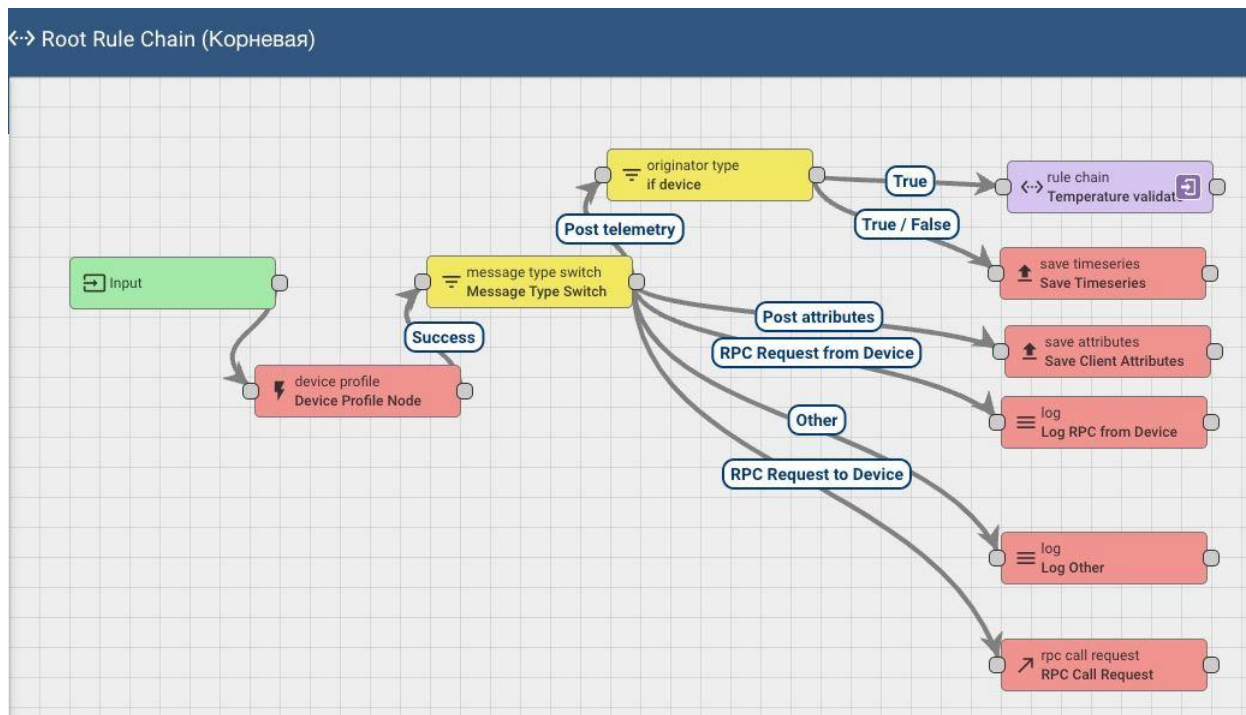 Root Rule Chain (Корневая)
originator type
if device
True
rule chain
Temperature validate
Post telemetry
True / False
Input
message type switch
Message Type Switch
save timeseries
Save Timeseries
Post attributes
Success
RPC Request from Device
save attributes
Save Client Attributes
device profile
Device Profile Node
Other
log
Log RPC from Device
RPC Request to Device
log
Log Other
rpc call request
RPC Call Request